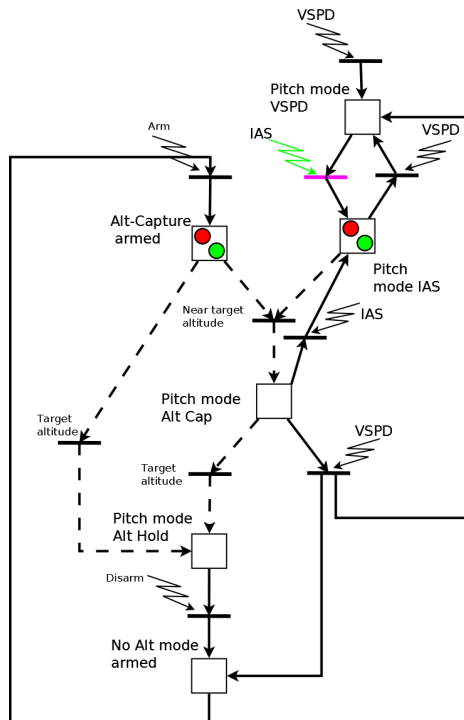 VSPD
Pitch mode
VSPD
IAS
VSPD
Arm
Alt-Capture
armed
Pitch
mode IAS
Near target
altitude
IAS
Pitch mode
Alt Cap
Target
altitude
VSPD
Target
altitude
Pitch mode
Alt Hold
Disarm
No Alt mode
armed